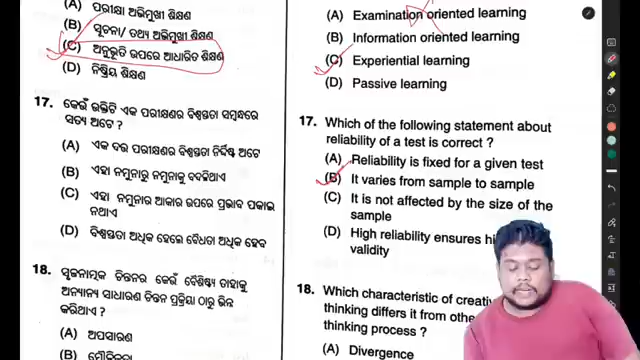 (A) ପରୀକ୍ଷା ଅଭିମୁଖୀ ଶିକ୍ଷଣ
(B) ସୂଚନା/ ତଥ୍ୟ ଅଭିମୁଖୀ ଶିକ୍ଷଣ
(C) ଅନୁଭୂତି ଉପରେ ଆଧାରିତ ଶିକ୍ଷଣ
(D) ନିଷ୍କ୍ରିୟ ଶିକ୍ଷଣ
17. କେଉଁ ଉକ୍ତିଟି ଏକ ପରୀକ୍ଷଣର ବିଶ୍ୱସ୍ତତା ସମ୍ବନ୍ଧରେ
ସତ୍ୟ ଅଟେ ?
(A) ଏକ ଦତ୍ତ ପରୀକ୍ଷଣର ବିଶ୍ୱସ୍ତତା ନିର୍ଦ୍ଦିଷ୍ଟ ଅଟେ
(B) ଏହା ନମୁନାରୁ ନମୁନାକୁ ବଦଳିଥାଏ
(C) ଏହା ନମୁନାର ଆକାର ଉପରେ ପ୍ରଭାବ ପକାଇ
ନଥାଏ
(D) ବିଶ୍ୱସ୍ତତା ଅଧିକ ହେଲେ ବୈଧତା ଅଧିକ ହେବ
18. ସୃଜନାତ୍ମକ ଚିନ୍ତନର କେଉଁ ବୈଶିଷ୍ଟ୍ୟ ତାହାକୁ
ଅନ୍ୟାନ୍ୟ ସାଧାରଣ ଚିନ୍ତନ ପ୍ରକ୍ରିୟା ଠାରୁ ଭିନ୍ନ
କରିଥାଏ ?
(A) ଅପସାରଣ
(B) ମୌଳିକତା
(A) Examination oriented learning
(B) Information oriented learning
(C) Experiential learning
(D) Passive learning
17. Which of the following statement about
reliability of a test is correct ?
(A) Reliability is fixed for a given test
(B) It varies from sample to sample
(C) It is not affected by the size of the
sample
(D) High reliability ensures
validity
18. Which characteristic of
thinking differs it from
thinking process ?
(A) Divergence